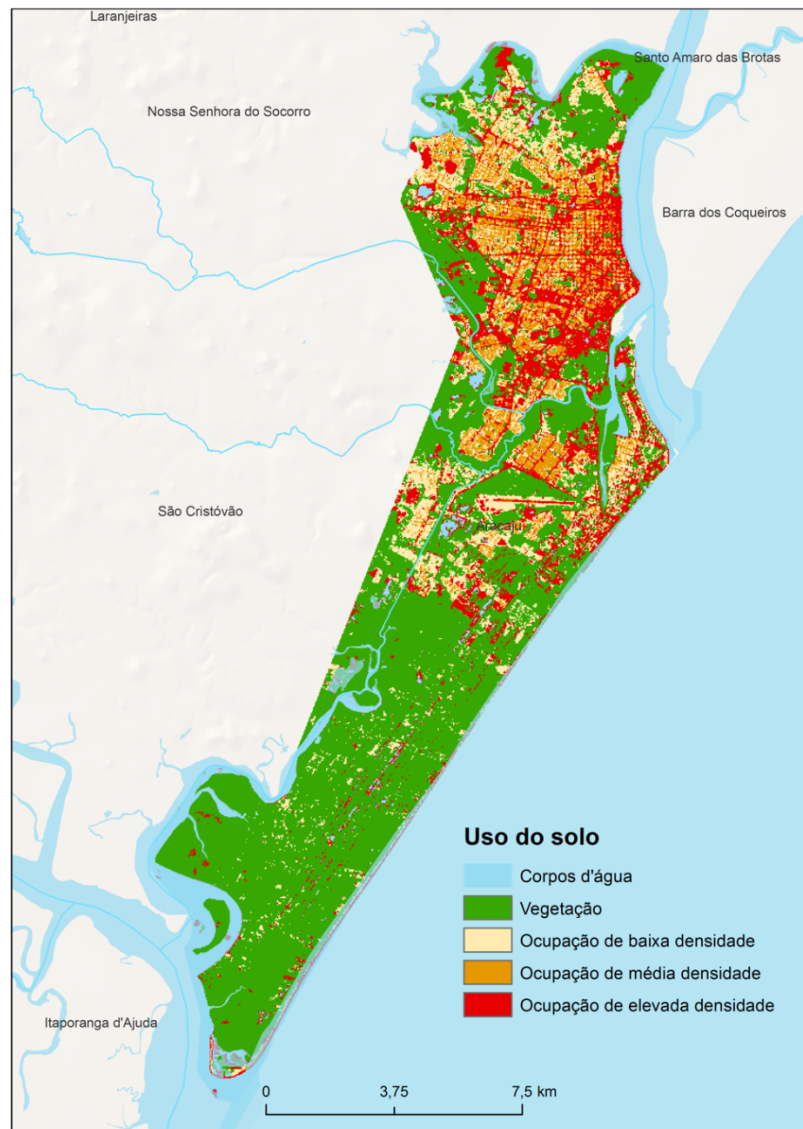 Laranjeiras
Santo Amaro das Brotas
Nossa Senhora do Socorro
Barra dos Coqueiros
São Cristóvão
Aracaju
Uso do solo
Corpos d'água
Vegetação
Ocupação de baixa densidade
Ocupação de média densidade
Ocupação de elevada densidade
Itaporanga d'Ajuda
0 3,75 7,5 km